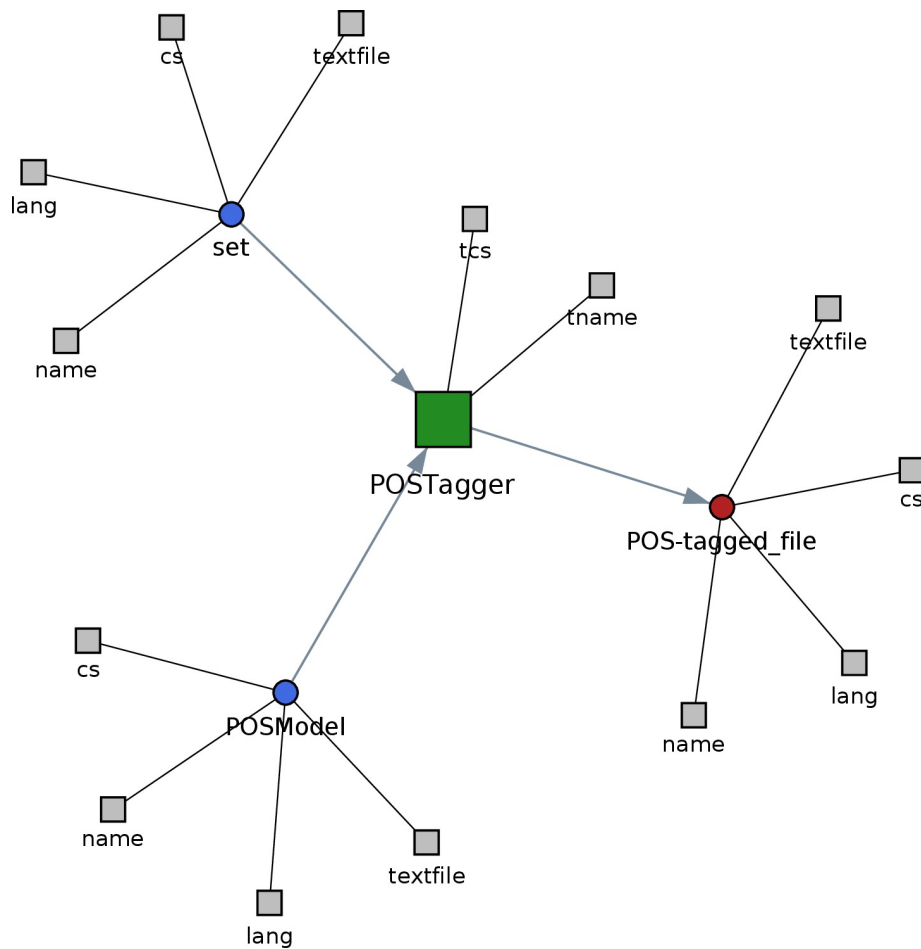 cs
textfile
lang
set
tcs
tname
textfile
name
POSTagger
cs
POS-tagged_file
cs
lang
POSModel
name
name
textfile
lang